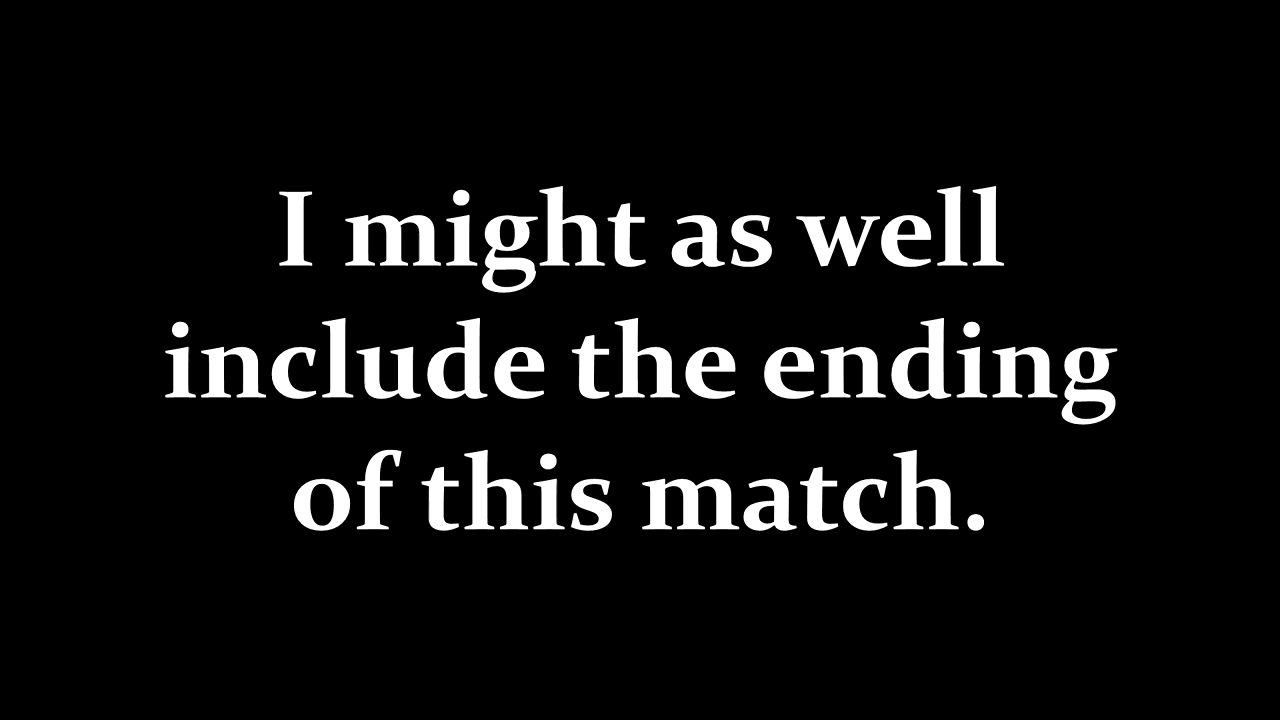 I might as well
include the ending
of this match.